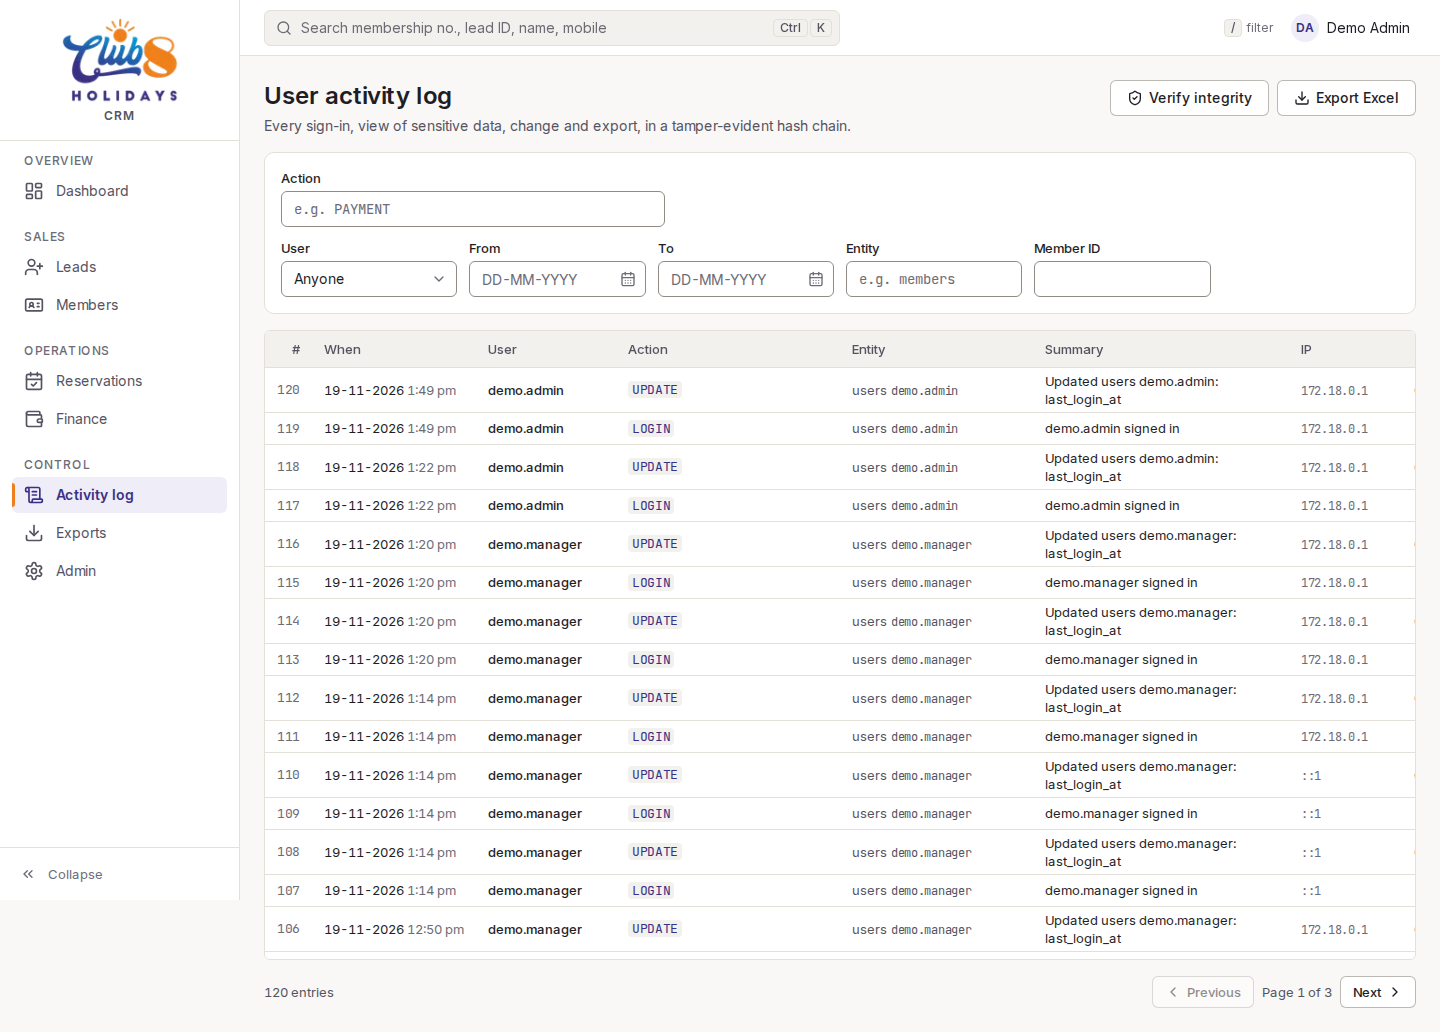 Club8
HOLIDAYS
CRM
Search membership no., lead ID, name, mobile
Ctrl K
/ filter
DA Demo Admin
OVERVIEW
Dashboard
SALES
Leads
Members
OPERATIONS
Reservations
Finance
CONTROL
Activity log
Exports
Admin
Collapse
User activity log
Every sign-in, view of sensitive data, change and export, in a tamper-evident hash chain.
Verify integrity
Export Excel
Action
e.g. PAYMENT
User From To Entity Member ID
Anyone DD-MM-YYYY DD-MM-YYYY e.g. members
# When User Action Entity Summary IP
120 19-11-2026 1:49 pm demo.admin UPDATE users demo.admin Updated users demo.admin: 172.18.0.1
last_login_at
119 19-11-2026 1:49 pm demo.admin LOGIN users demo.admin demo.admin signed in 172.18.0.1
118 19-11-2026 1:22 pm demo.admin UPDATE users demo.admin Updated users demo.admin: 172.18.0.1
last_login_at
117 19-11-2026 1:22 pm demo.admin LOGIN users demo.admin demo.admin signed in 172.18.0.1
116 19-11-2026 1:20 pm demo.manager UPDATE users demo.manager Updated users demo.manager: 172.18.0.1
last_login_at
115 19-11-2026 1:20 pm demo.manager LOGIN users demo.manager demo.manager signed in 172.18.0.1
114 19-11-2026 1:20 pm demo.manager UPDATE users demo.manager Updated users demo.manager: 172.18.0.1
last_login_at
113 19-11-2026 1:20 pm demo.manager LOGIN users demo.manager demo.manager signed in 172.18.0.1
112 19-11-2026 1:14 pm demo.manager UPDATE users demo.manager Updated users demo.manager: 172.18.0.1
last_login_at
111 19-11-2026 1:14 pm demo.manager LOGIN users demo.manager demo.manager signed in 172.18.0.1
110 19-11-2026 1:14 pm demo.manager UPDATE users demo.manager Updated users demo.manager: ::1
last_login_at
109 19-11-2026 1:14 pm demo.manager LOGIN users demo.manager demo.manager signed in ::1
108 19-11-2026 1:14 pm demo.manager UPDATE users demo.manager Updated users demo.manager: ::1
last_login_at
107 19-11-2026 1:14 pm demo.manager LOGIN users demo.manager demo.manager signed in ::1
106 19-11-2026 12:50 pm demo.manager UPDATE users demo.manager Updated users demo.manager: 172.18.0.1
last_login_at
120 entries
Previous Page 1 of 3 Next